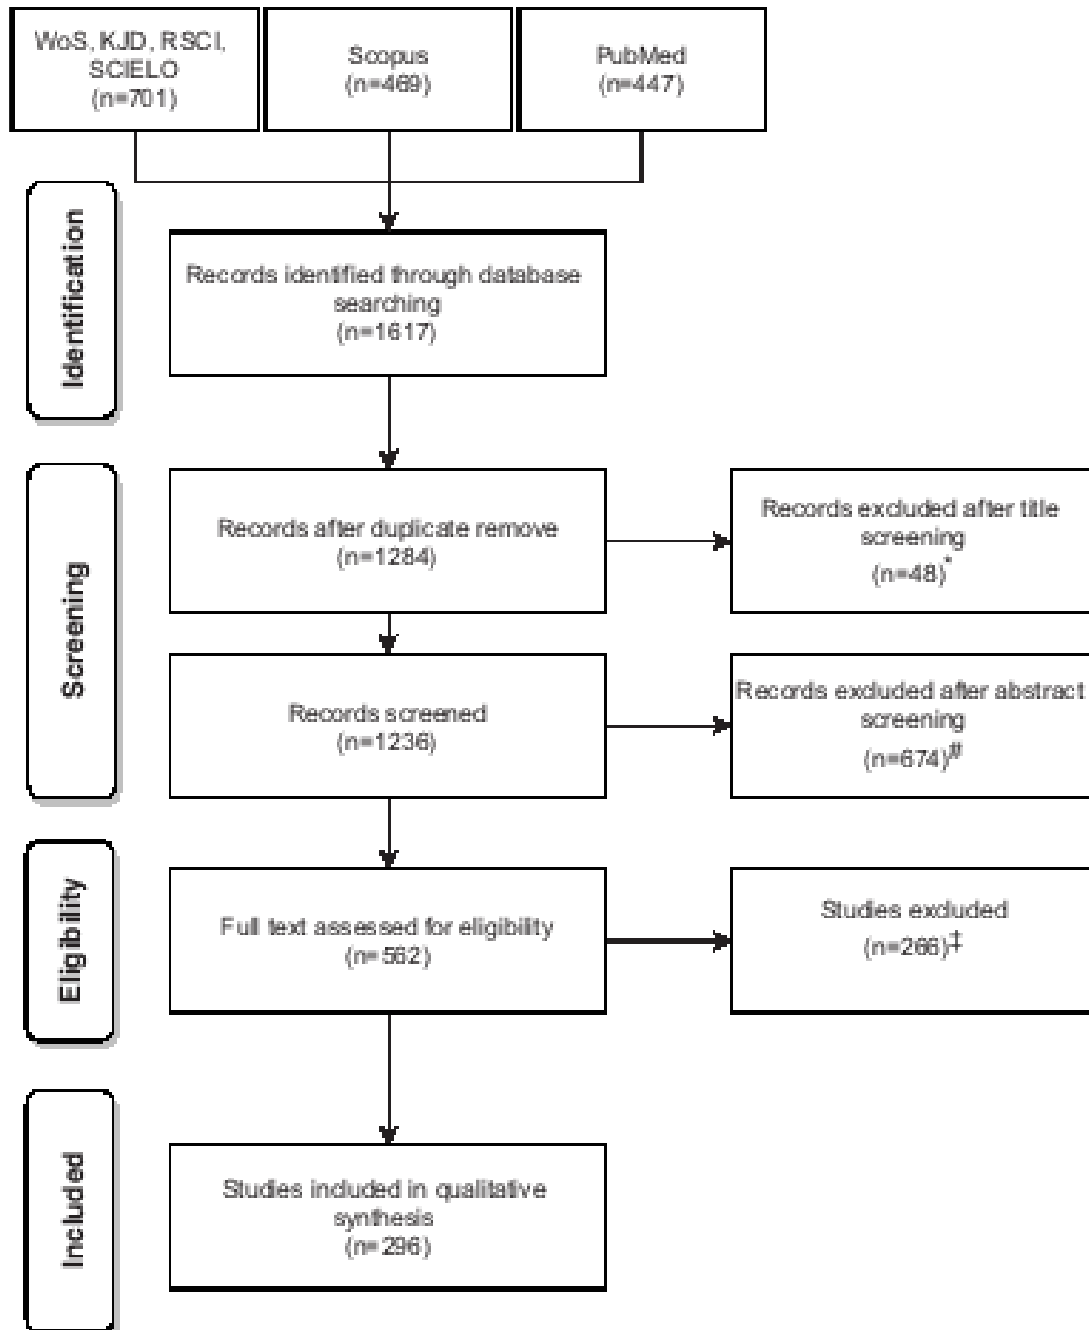 WoS, KJD, RSCI,
SCIELO
(n=701)
Scopus
(n=469)
PubMed
(n=447)
Identification
Records identified through database
searching
(n=1617)
Screening
Records after duplicate remove
(n=1284)
Records excluded after title
screening
(n=48)*
Records screened
(n=1236)
Records excluded after abstract
screening
(n=674)#
Eligibility
Full text assessed for eligibility
(n=562)
Studies excluded
(n=266)‡
Included
Studies included in qualitative
synthesis
(n=296)